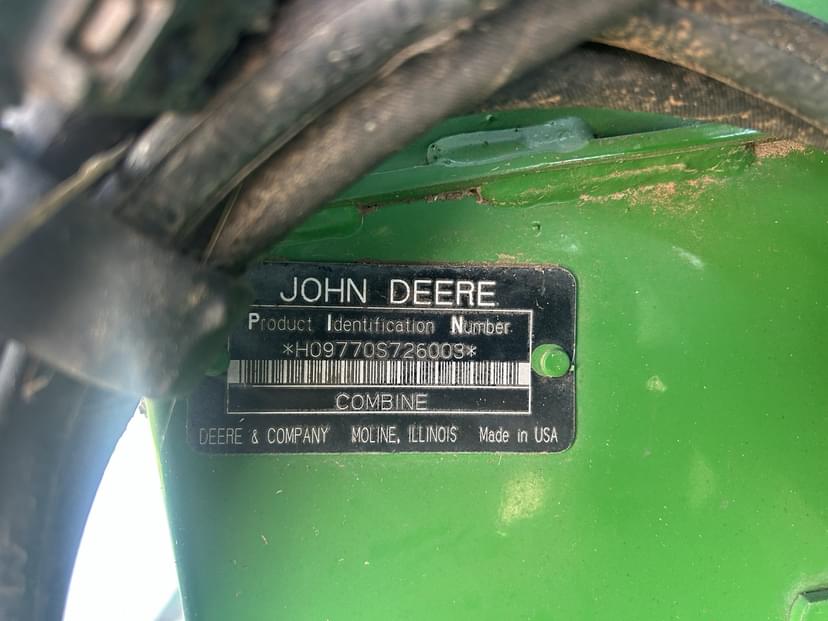 JOHN DEERE
Product Identification Number
*H09770S726003*
COMBINE
DEERE & COMPANY MOLINE, ILLINOIS Made in USA